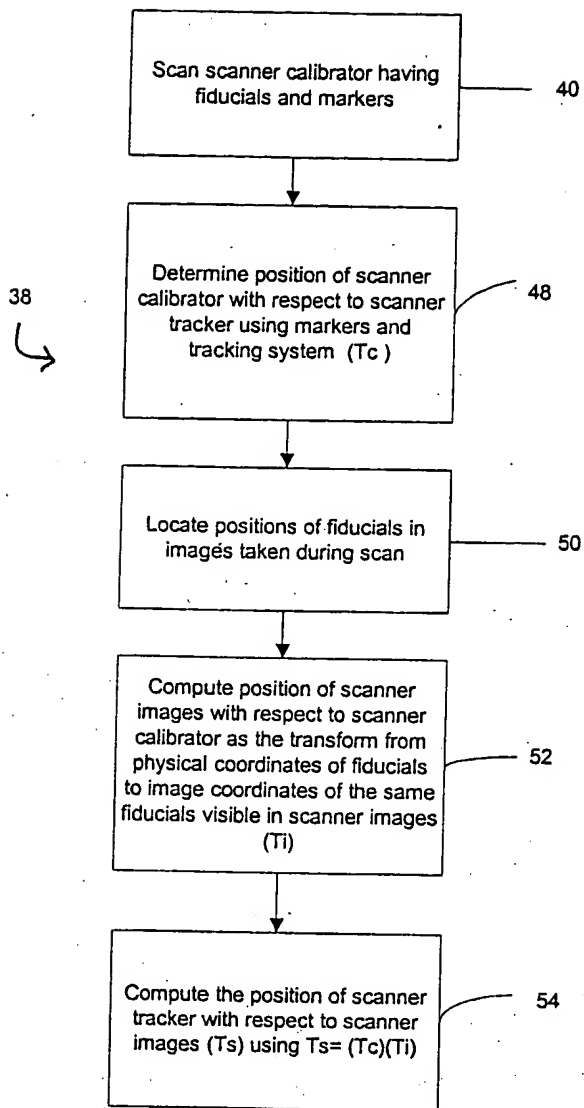 Scan scanner calibrator having
fiducials and markers
40
Determine position of scanner
calibrator with respect to scanner
tracker using markers and
tracking system (Tc )
48
38
Locate positions of fiducials in
images taken during scan
50
Compute position of scanner
images with respect to scanner
calibrator as the transform from
physical coordinates of fiducials
to image coordinates of the same
fiducials visible in scanner images
(Ti)
52
Compute the position of scanner
tracker with respect to scanner
images (Ts) using Ts= (Tc)(Ti)
54